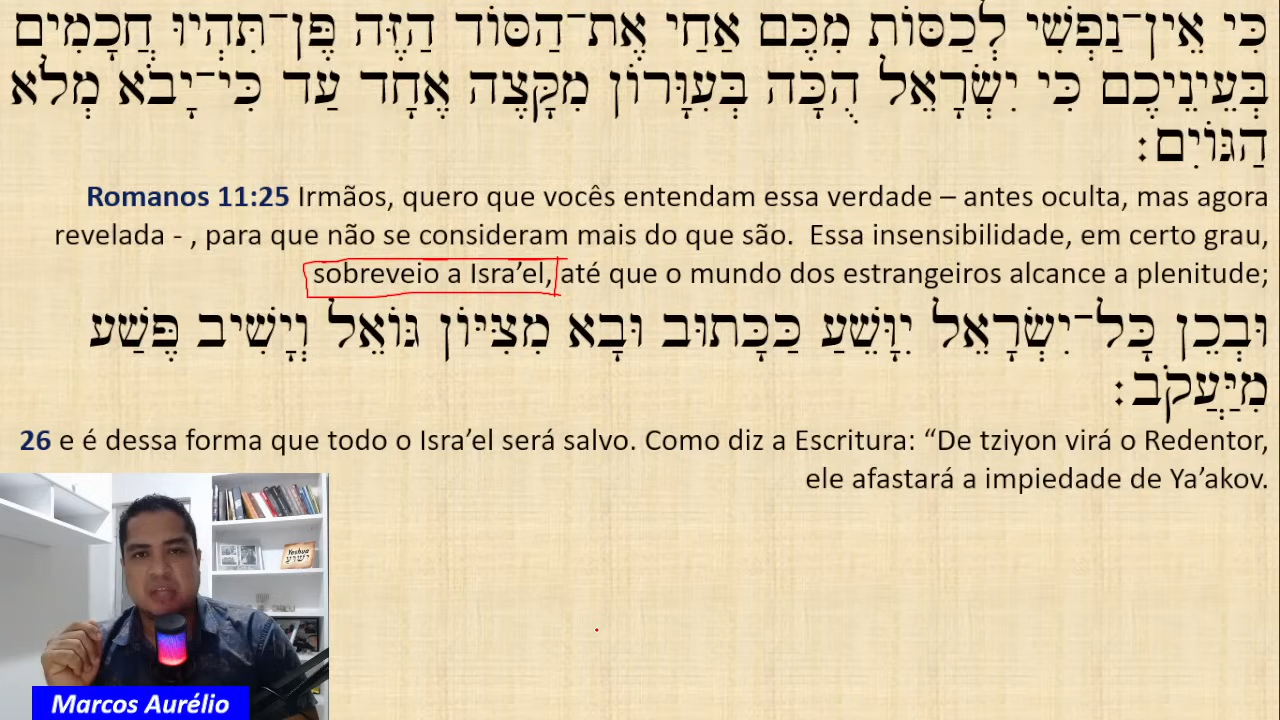 כִּי אֵין־נַפְשִׁי לְכַסּוֹת מִכֶּם אַחַי אֶת־הַסּוֹד הַזֶּה פֶּן־תִּהְיוּ חֲכָמִים
בְּעֵינֵיכֶם כִּי יִשְׂרָאֵל הֻכָּה בְּעִוָּרוֹן מִקָּצֶה אֶחָד עַד כִּי־יָבֹא מְלֹא
הַגּוֹיִם׃
Romanos 11:25 Irmãos, quero que vocês entendam essa verdade – antes oculta, mas agora
revelada - , para que não se consideram mais do que são.  Essa insensibilidade, em certo grau,
sobreveio a Isra’el, até que o mundo dos estrangeiros alcance a plenitude;
וּבְכֵן כָּל־יִשְׂרָאֵל יִוָּשֵׁעַ כַּכָּתוּב וּבָא מִצִּיּוֹן גּוֹאֵל וְיָשִׁיב פֶּשַׁע
מִיַּעֲקֹב׃
26 e é dessa forma que todo o Isra’el será salvo. Como diz a Escritura: “De tziyon virá o Redentor,
ele afastará a impiedade de Ya’akov.
Yeshua
ישוע
Marcos Aurélio